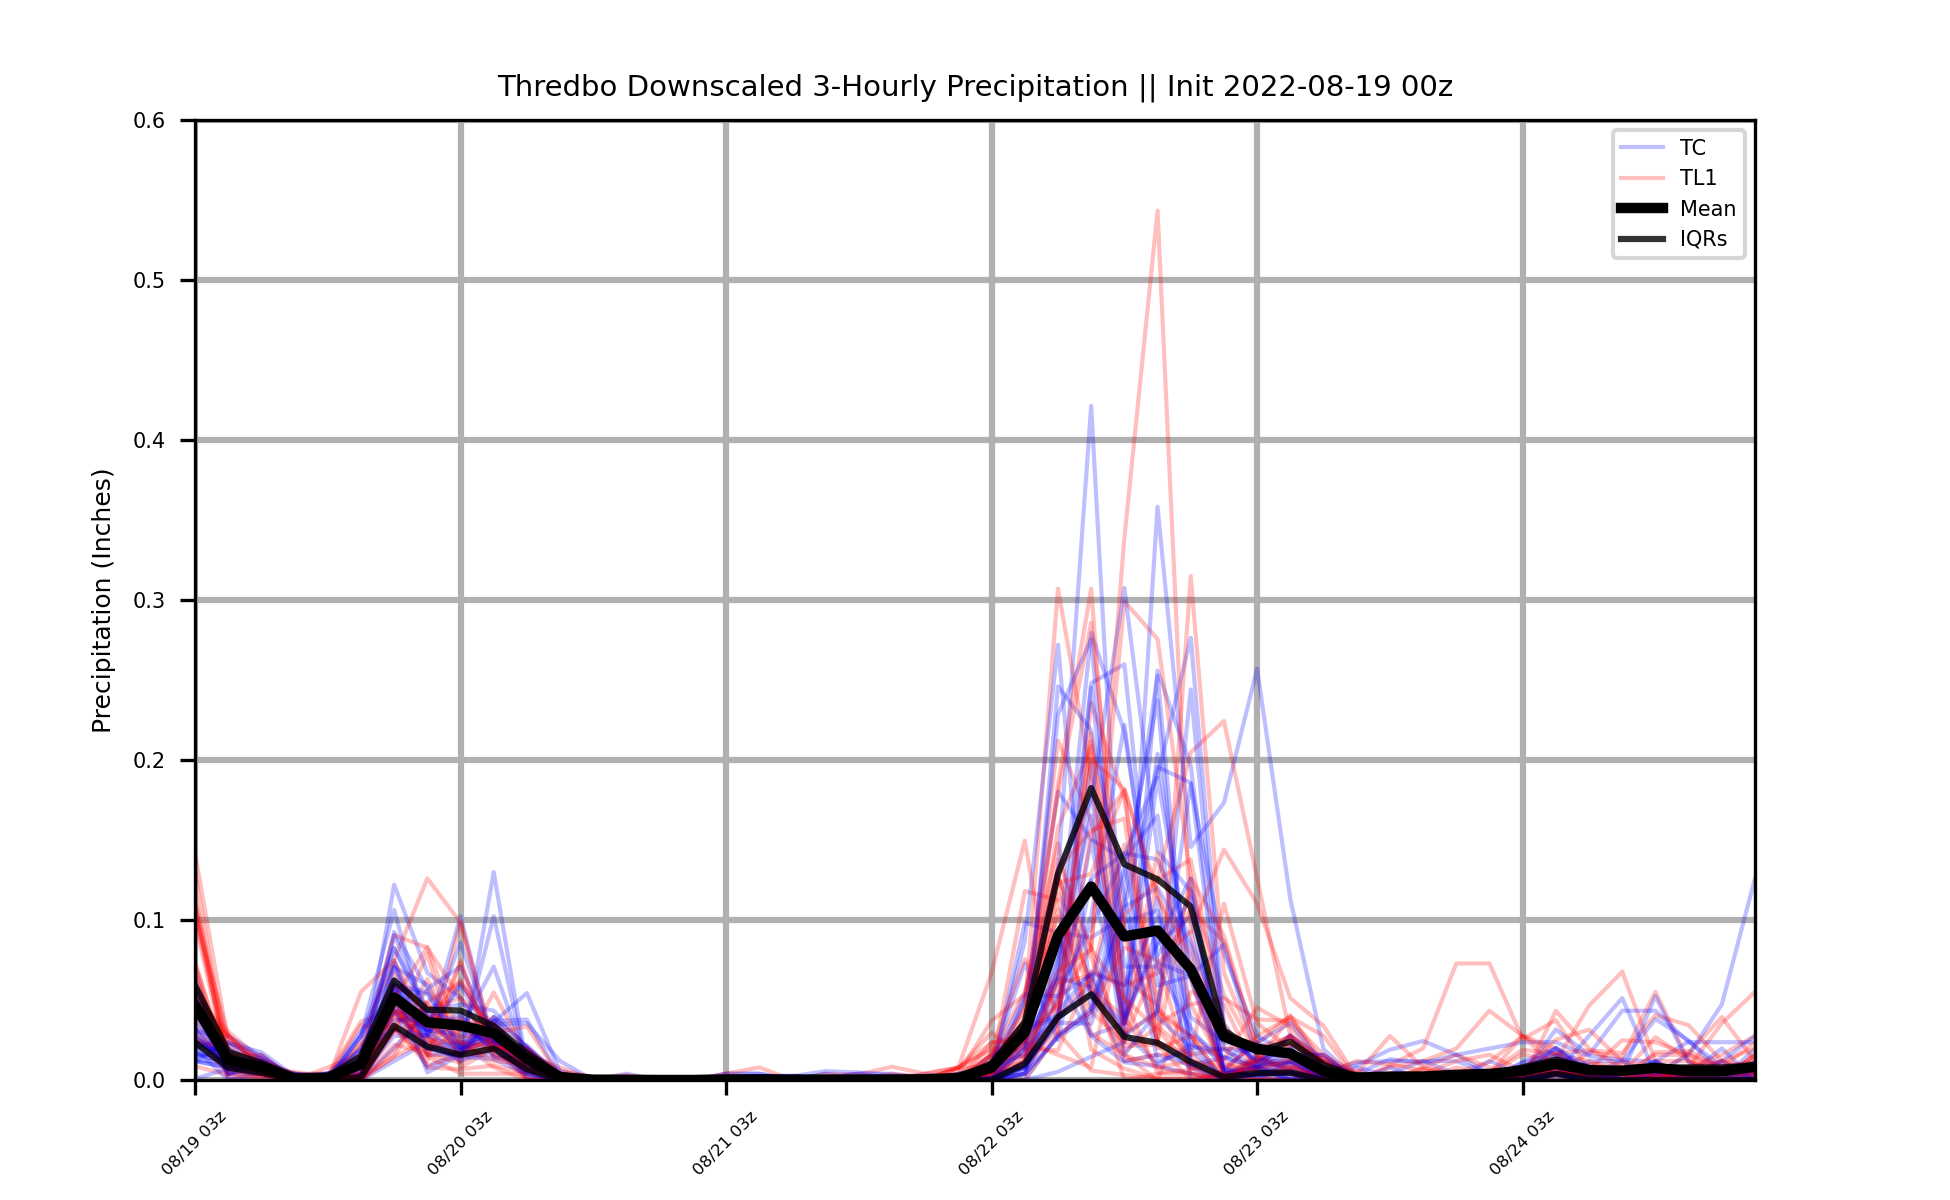 Thredbo Downscaled 3-Hourly Precipitation || Init 2022-08-19 00z
Precipitation (Inches)
0.6
0.5
0.4
0.3
0.2
0.1
0.0
TC
TL1
Mean
IQRs
08/19 03z
08/20 03z
08/21 03z
08/22 03z
08/23 03z
08/24 03z